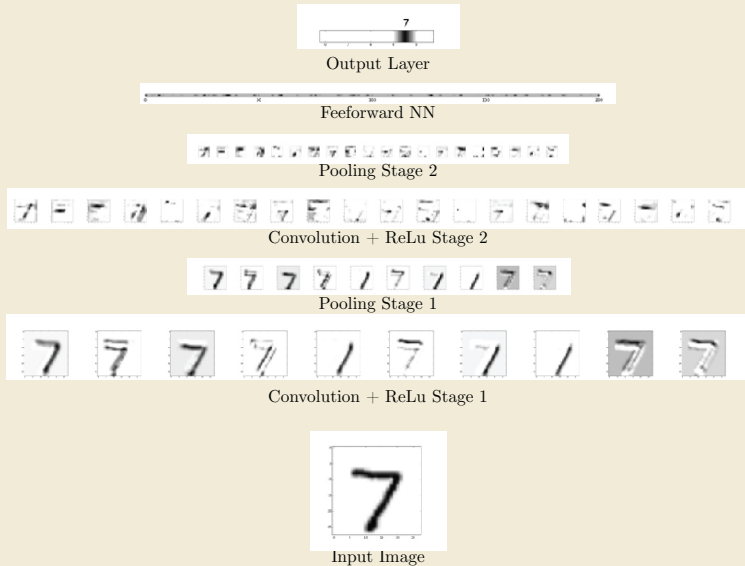 7
Output Layer
Feeforward NN
Pooling Stage 2
Convolution + ReLu Stage 2
Pooling Stage 1
Convolution + ReLu Stage 1
Input Image